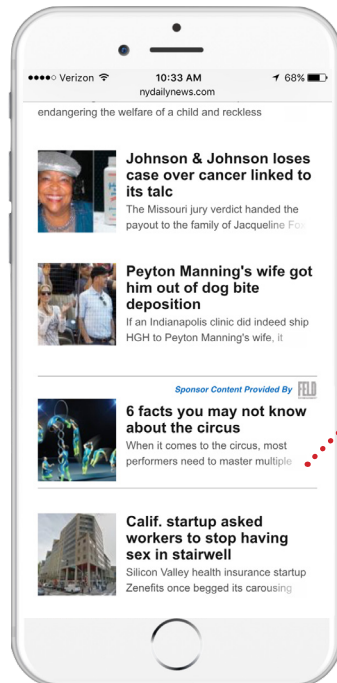 Verizon 10:33 AM 68%
nydailynews.com
endangering the welfare of a child and reckless
Johnson & Johnson loses
case over cancer linked to
its talc
The Missouri jury verdict handed the
payout to the family of Jacqueline Fox
Peyton Manning's wife got
him out of dog bite
deposition
If an Indianapolis clinic did indeed ship
HGH to Peyton Manning's wife, it
Sponsor Content Provided By FELD
6 facts you may not know
about the circus
When it comes to the circus, most
performers need to master multiple
Calif. startup asked
workers to stop having
sex in stairwell
Silicon Valley health insurance startup
Zenefits once begged its carousing